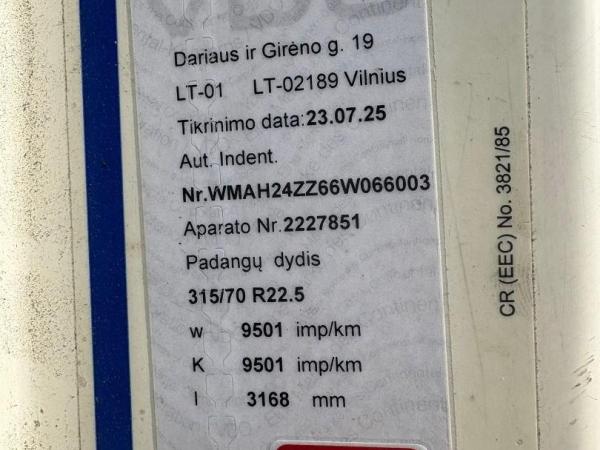 Dariaus ir Girėno g. 19
LT-01 LT-02189 Vilnius
Tikrinimo data:23.07.25
Aut. Indent.
Nr.WMAH24ZZ66W066003
Aparato Nr.2227851
Padangų dydis
315/70 R22.5
w 9501 imp/km
K 9501 imp/km
l 3168 mm
CR (EEC) No. 3821/85